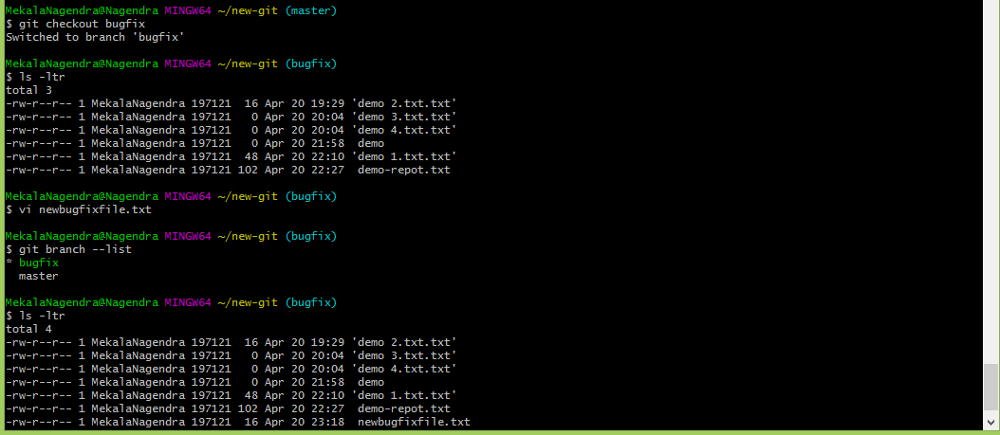 MekalaNagendra@Nagendra MINGW64 ~/new-git (master)
$ git checkout bugfix
Switched to branch 'bugfix'
MekalaNagendra@Nagendra MINGW64 ~/new-git (bugfix)
$ ls -ltr
total 3
-rw-r--r-- 1 MekalaNagendra 197121  16 Apr 20 19:29 'demo 2.txt.txt'
-rw-r--r-- 1 MekalaNagendra 197121   0 Apr 20 20:04 'demo 3.txt.txt'
-rw-r--r-- 1 MekalaNagendra 197121   0 Apr 20 20:04 'demo 4.txt.txt'
-rw-r--r-- 1 MekalaNagendra 197121   0 Apr 20 21:58  demo
-rw-r--r-- 1 MekalaNagendra 197121  48 Apr 20 22:10 'demo 1.txt.txt'
-rw-r--r-- 1 MekalaNagendra 197121 102 Apr 20 22:27  demo-repot.txt
MekalaNagendra@Nagendra MINGW64 ~/new-git (bugfix)
$ vi newbugfixfile.txt
MekalaNagendra@Nagendra MINGW64 ~/new-git (bugfix)
$ git branch --list
* bugfix
  master
MekalaNagendra@Nagendra MINGW64 ~/new-git (bugfix)
$ ls -ltr
total 4
-rw-r--r-- 1 MekalaNagendra 197121  16 Apr 20 19:29 'demo 2.txt.txt'
-rw-r--r-- 1 MekalaNagendra 197121   0 Apr 20 20:04 'demo 3.txt.txt'
-rw-r--r-- 1 MekalaNagendra 197121   0 Apr 20 20:04 'demo 4.txt.txt'
-rw-r--r-- 1 MekalaNagendra 197121   0 Apr 20 21:58  demo
-rw-r--r-- 1 MekalaNagendra 197121  48 Apr 20 22:10 'demo 1.txt.txt'
-rw-r--r-- 1 MekalaNagendra 197121 102 Apr 20 22:27  demo-repot.txt
-rw-r--r-- 1 MekalaNagendra 197121  16 Apr 20 23:18  newbugfixfile.txt